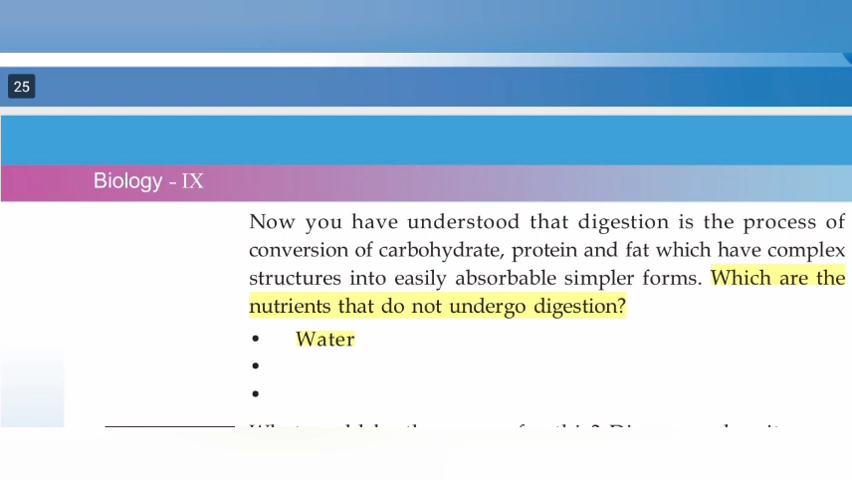 25
Biology - IX
Now you have understood that digestion is the process of
conversion of carbohydrate, protein and fat which have complex
structures into easily absorbable simpler forms. Which are the
nutrients that do not undergo digestion?
• Water
•
•